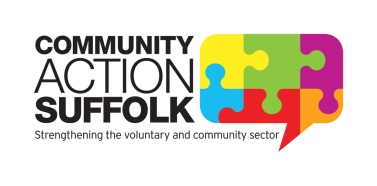 COMMUNITY
ACTION
SUFFOLK
Strengthening the voluntary and community sector